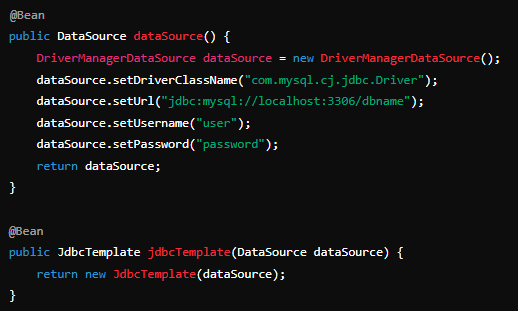 @Bean
public DataSource dataSource() {
    DriverManagerDataSource dataSource = new DriverManagerDataSource();
    dataSource.setDriverClassName("com.mysql.cj.jdbc.Driver");
    dataSource.setUrl("jdbc:mysql://localhost:3306/dbname");
    dataSource.setUsername("user");
    dataSource.setPassword("password");
    return dataSource;
}

@Bean
public JdbcTemplate jdbcTemplate(DataSource dataSource) {
    return new JdbcTemplate(dataSource);
}